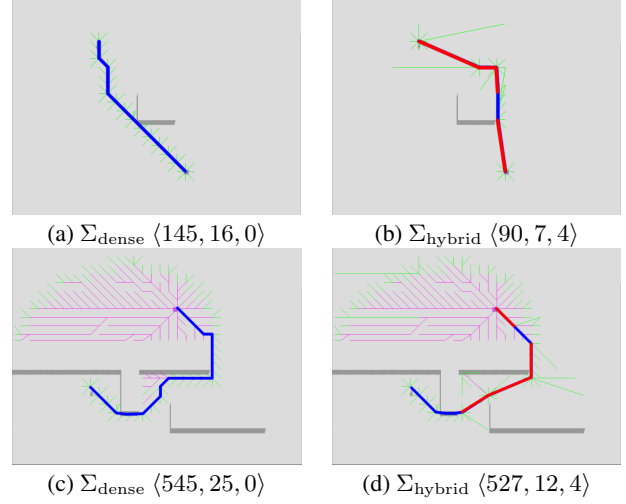 (a) Σdense ⟨145, 16, 0⟩
(b) Σhybrid ⟨90, 7, 4⟩
(c) Σdense ⟨545, 25, 0⟩
(d) Σhybrid ⟨527, 12, 4⟩